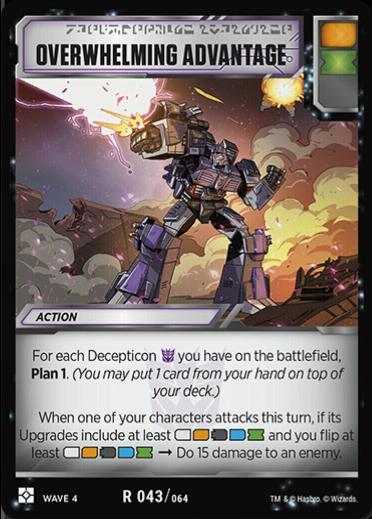 OVERWHELMING ADVANTAGE
ACTION
For each Decepticon you have on the battlefield,
Plan 1. (You may put 1 card from your hand on top of
your deck.)
When one of your characters attacks this turn, if its
Upgrades include at least and you flip at
least → Do 15 damage to an enemy.
WAVE 4 R 043/064 TM & © Hasbro. © Wizards.